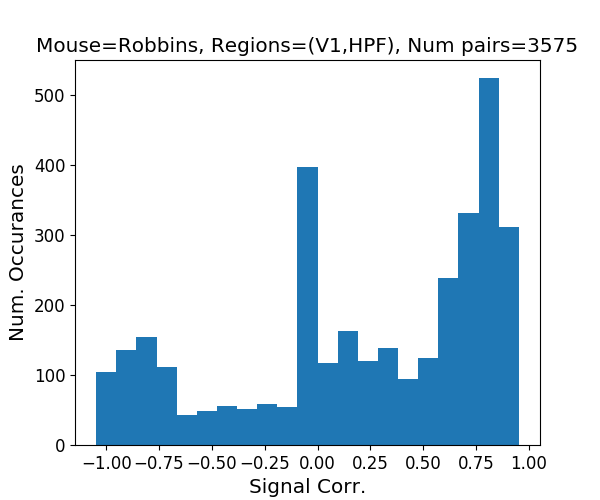 Mouse=Robbins, Regions=(V1,HPF), Num pairs=3575
Num. Occurances
500
400
300
200
100
0
−1.00 −0.75 −0.50 −0.25 0.00 0.25 0.50 0.75 1.00
Signal Corr.